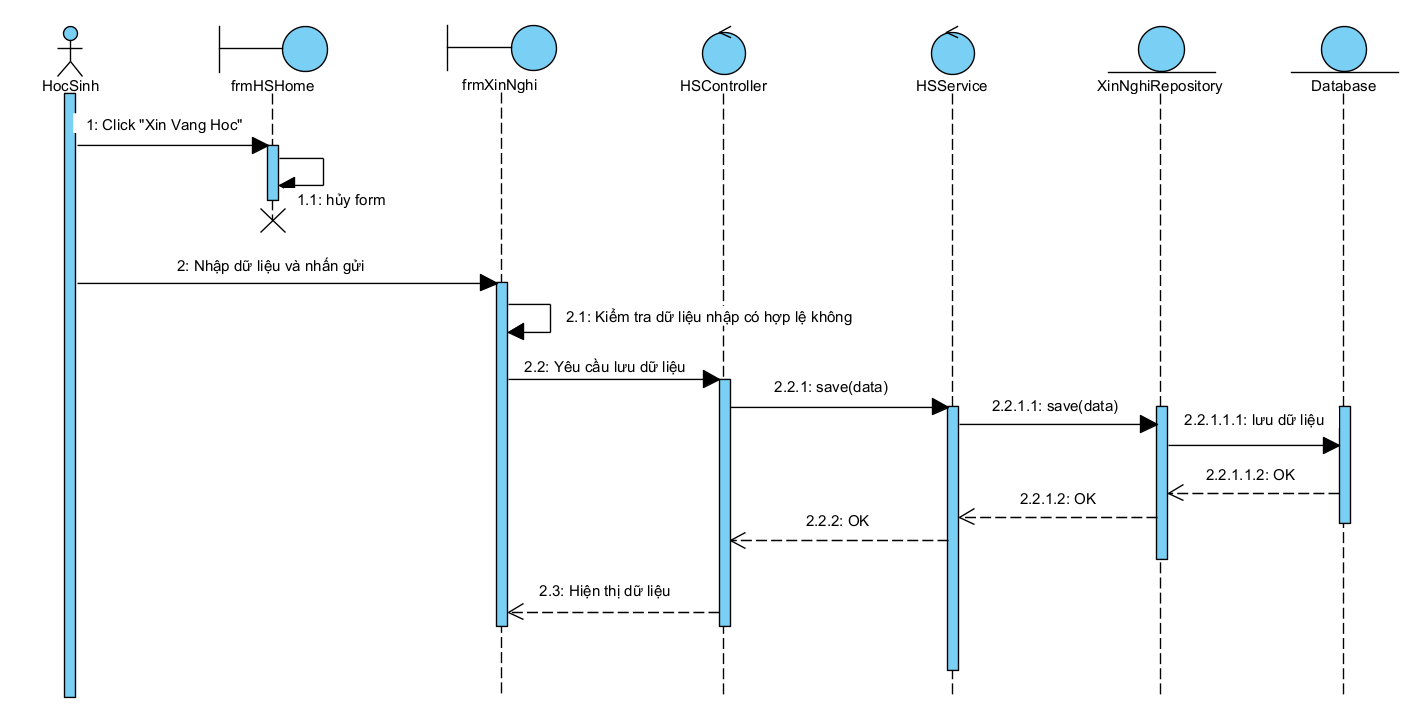 HocSinh
frmHSHome
frmXinNghi
HSController
HSService
XinNghiRepository
Database
1: Click "Xin Vang Hoc"
1.1: hủy form
2: Nhập dữ liệu và nhấn gửi
2.1: Kiểm tra dữ liệu nhập có hợp lệ không
2.2: Yêu cầu lưu dữ liệu
2.2.1: save(data)
2.2.1.1: save(data)
2.2.1.1.1: lưu dữ liệu
2.2.1.1.2: OK
2.2.1.2: OK
2.2.2: OK
2.3: Hiện thị dữ liệu